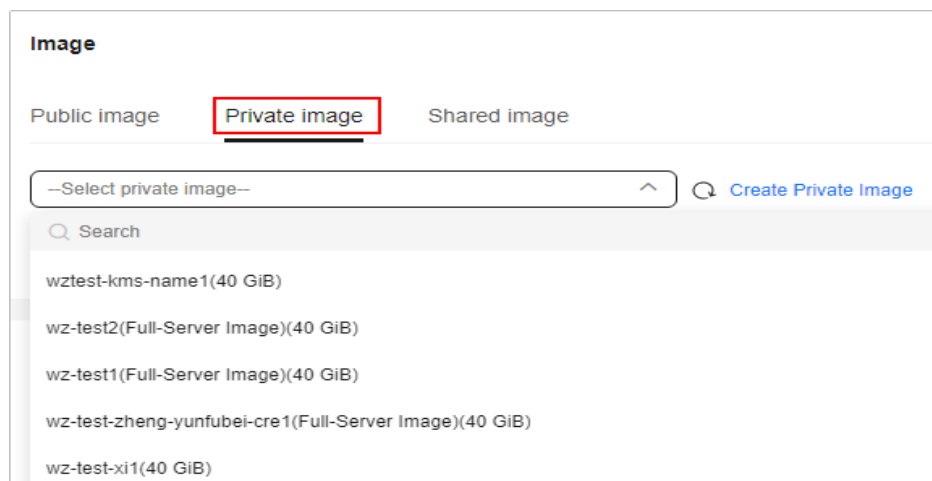 Image
Public image Private image Shared image
--Select private image-- Create Private Image
Search
wztest-kms-name1(40 GiB)
wz-test2(Full-Server Image)(40 GiB)
wz-test1(Full-Server Image)(40 GiB)
wz-test-zheng-yunfubei-cre1(Full-Server Image)(40 GiB)
wz-test-xi1(40 GiB)